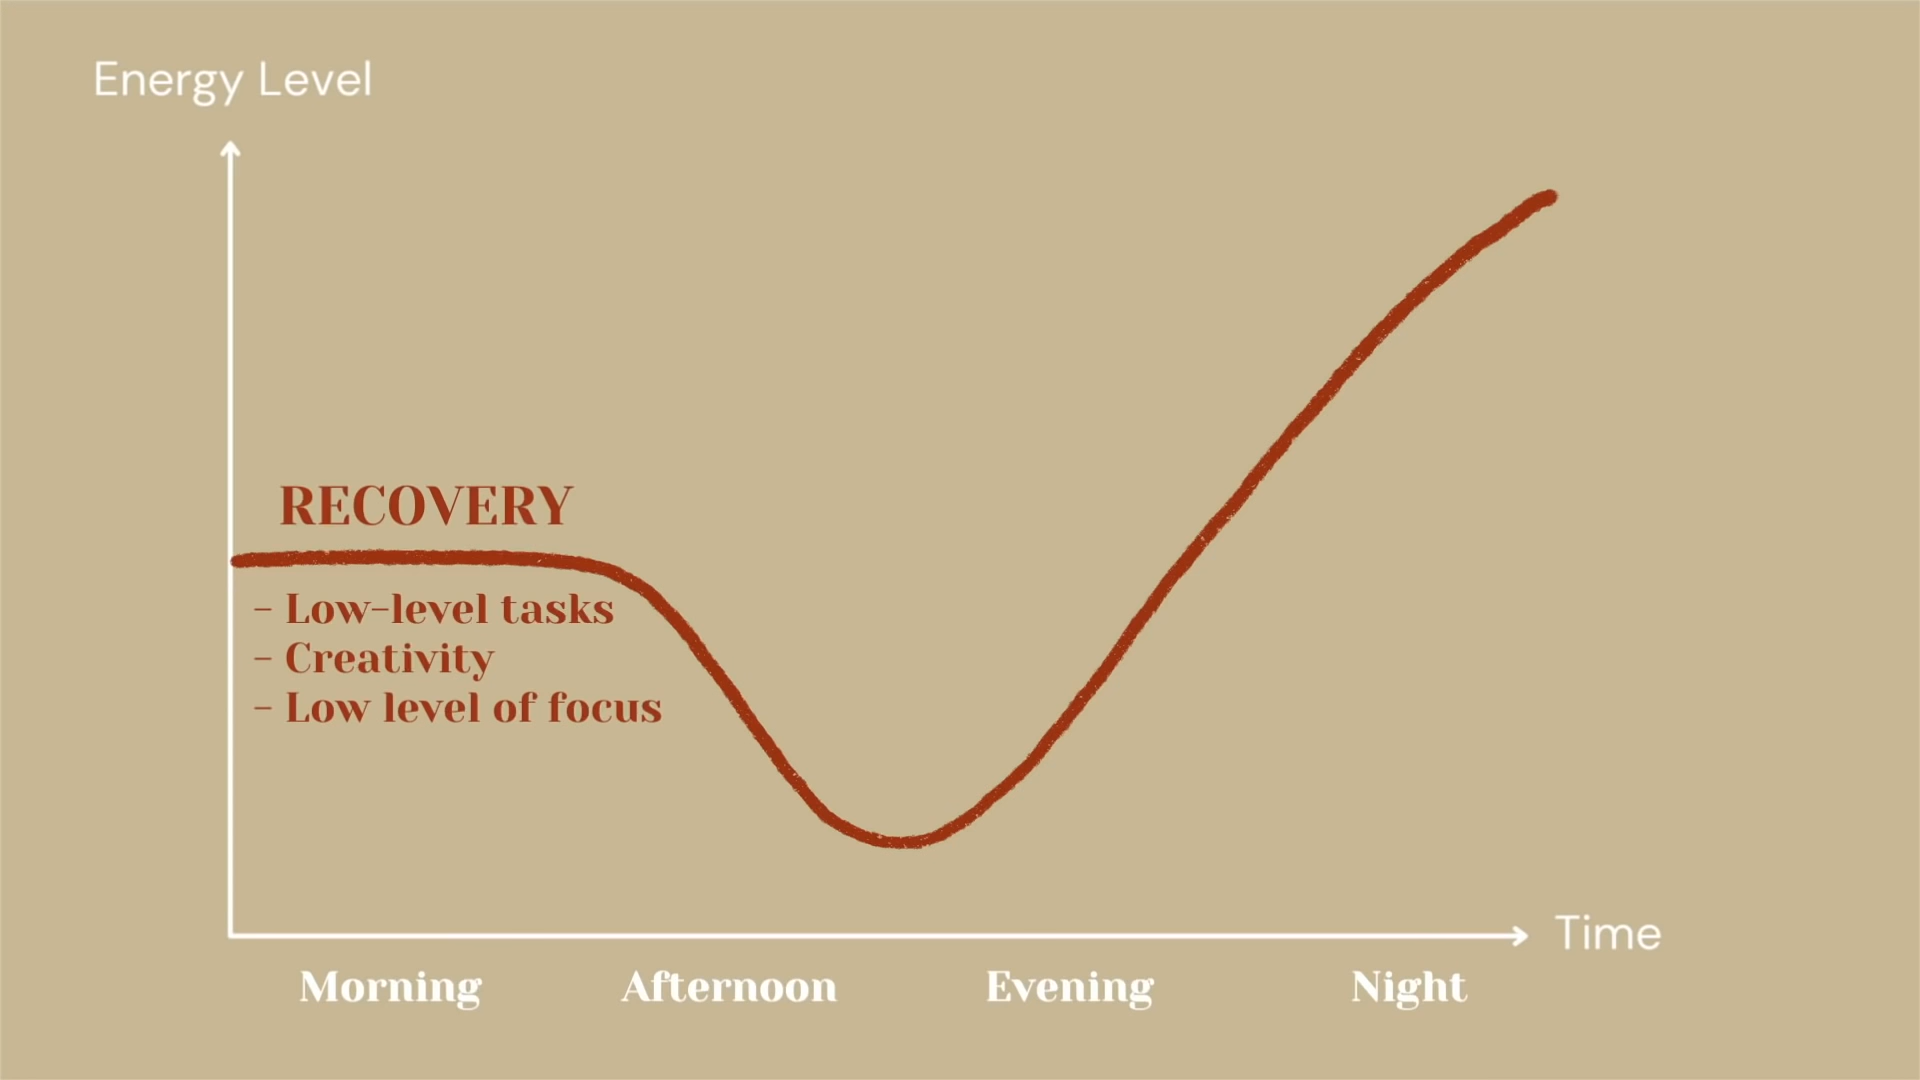 Energy Level
RECOVERY
- Low-level tasks
- Creativity
- Low level of focus
Time
Morning
Afternoon
Evening
Night